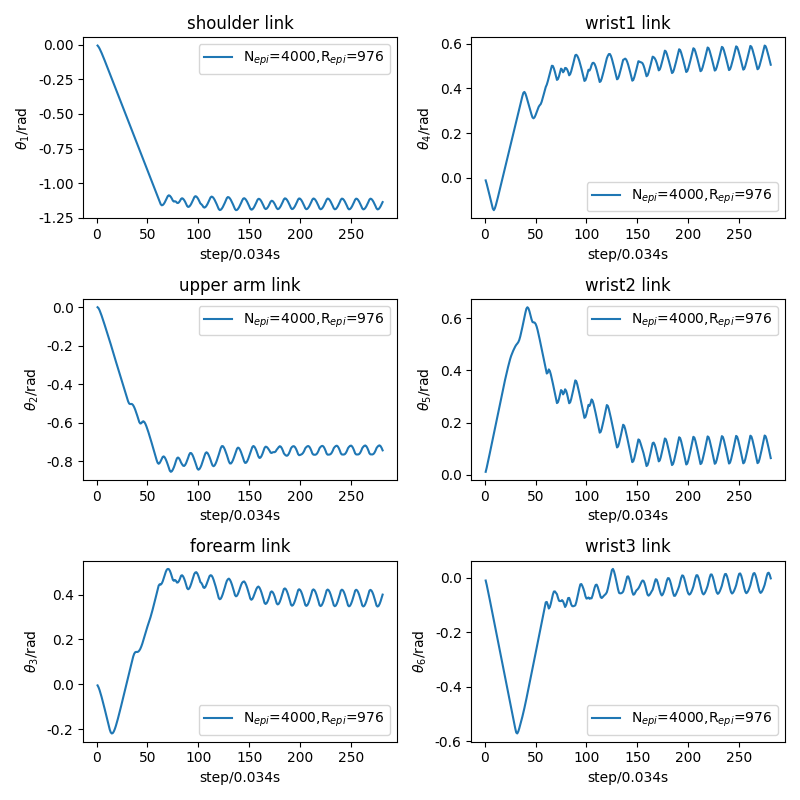 shoulder link
0.00
-0.25
-0.50
-0.75
-1.00
-1.25
θ1/rad
N_epi=4000,R_epi=976
0 50 100 150 200 250
step/0.034s
wrist1 link
0.6
0.4
0.2
0.0
θ4/rad
N_epi=4000,R_epi=976
0 50 100 150 200 250
step/0.034s
upper arm link
0.0
-0.2
-0.4
-0.6
-0.8
θ2/rad
N_epi=4000,R_epi=976
0 50 100 150 200 250
step/0.034s
wrist2 link
0.6
0.4
0.2
0.0
θ5/rad
N_epi=4000,R_epi=976
0 50 100 150 200 250
step/0.034s
forearm link
0.4
0.2
0.0
-0.2
θ3/rad
N_epi=4000,R_epi=976
0 50 100 150 200 250
step/0.034s
wrist3 link
0.0
-0.2
-0.4
-0.6
θ6/rad
N_epi=4000,R_epi=976
0 50 100 150 200 250
step/0.034s